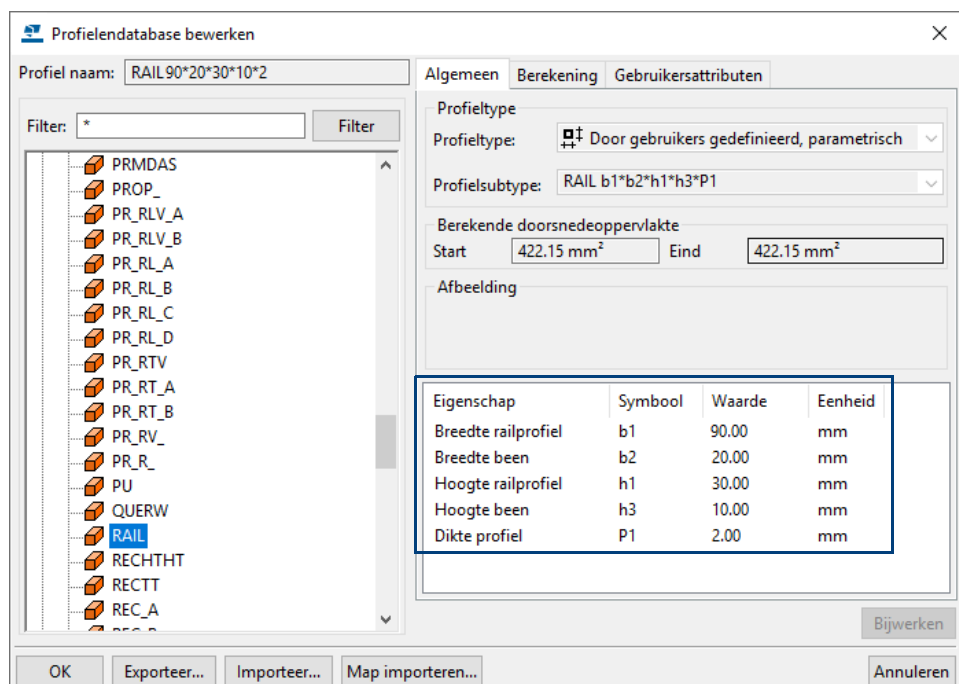 Profielendatabase bewerken
Profiel naam: RAIL90*20*30*10*2
Filter: * Filter
PRMDAS
PROP_
PR_RLV_A
PR_RLV_B
PR_RL_A
PR_RL_B
PR_RL_C
PR_RL_D
PR_RTV
PR_RT_A
PR_RT_B
PR_RV_
PR_R_
PU
QUERW
RAIL
RECHTHT
RECTT
REC_A
Algemeen Berekening Gebruikersattributen
Profieltype
Profieltype: Door gebruikers gedefinieerd, parametrisch
Profielsubtype: RAIL b1*b2*h1*h3*P1
Berekende doorsnedeoppervlakte
Start 422.15 mm² Eind 422.15 mm²
Afbeelding
Eigenschap Symbool Waarde Eenheid
Breedte railprofiel b1 90.00 mm
Breedte been b2 20.00 mm
Hoogte railprofiel h1 30.00 mm
Hoogte been h3 10.00 mm
Dikte profiel P1 2.00 mm
Bijwerken
OK Exporteer... Importeer... Map importeren... Annuleren